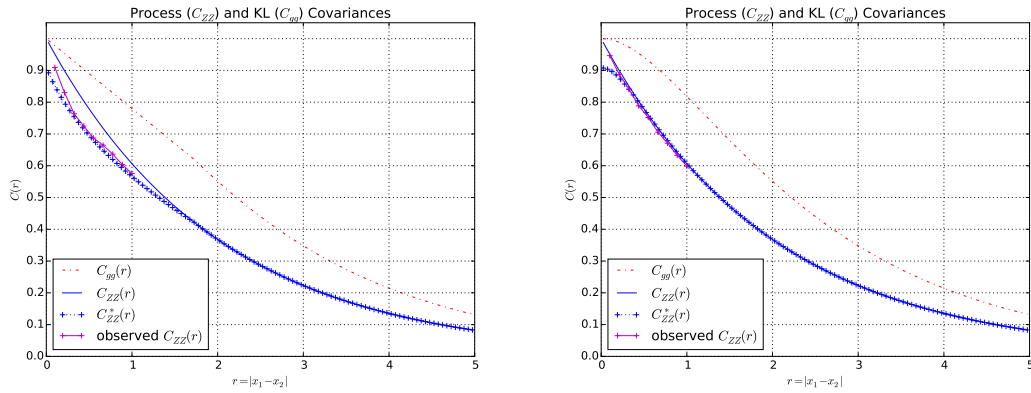 Process (C_ZZ) and KL (C_gg) Covariances
C(r)
0.9
0.8
0.7
0.6
0.5
0.4
0.3
0.2
0.1
0.0
C_gg(r)
C_ZZ(r)
C*_ZZ(r)
observed C_ZZ(r)
0 1 2 3 4 5
r=|x_1−x_2|
Process (C_ZZ) and KL (C_gg) Covariances
C(r)
0.9
0.8
0.7
0.6
0.5
0.4
0.3
0.2
0.1
0.0
C_gg(r)
C_ZZ(r)
C*_ZZ(r)
observed C_ZZ(r)
0 1 2 3 4 5
r=|x_1−x_2|